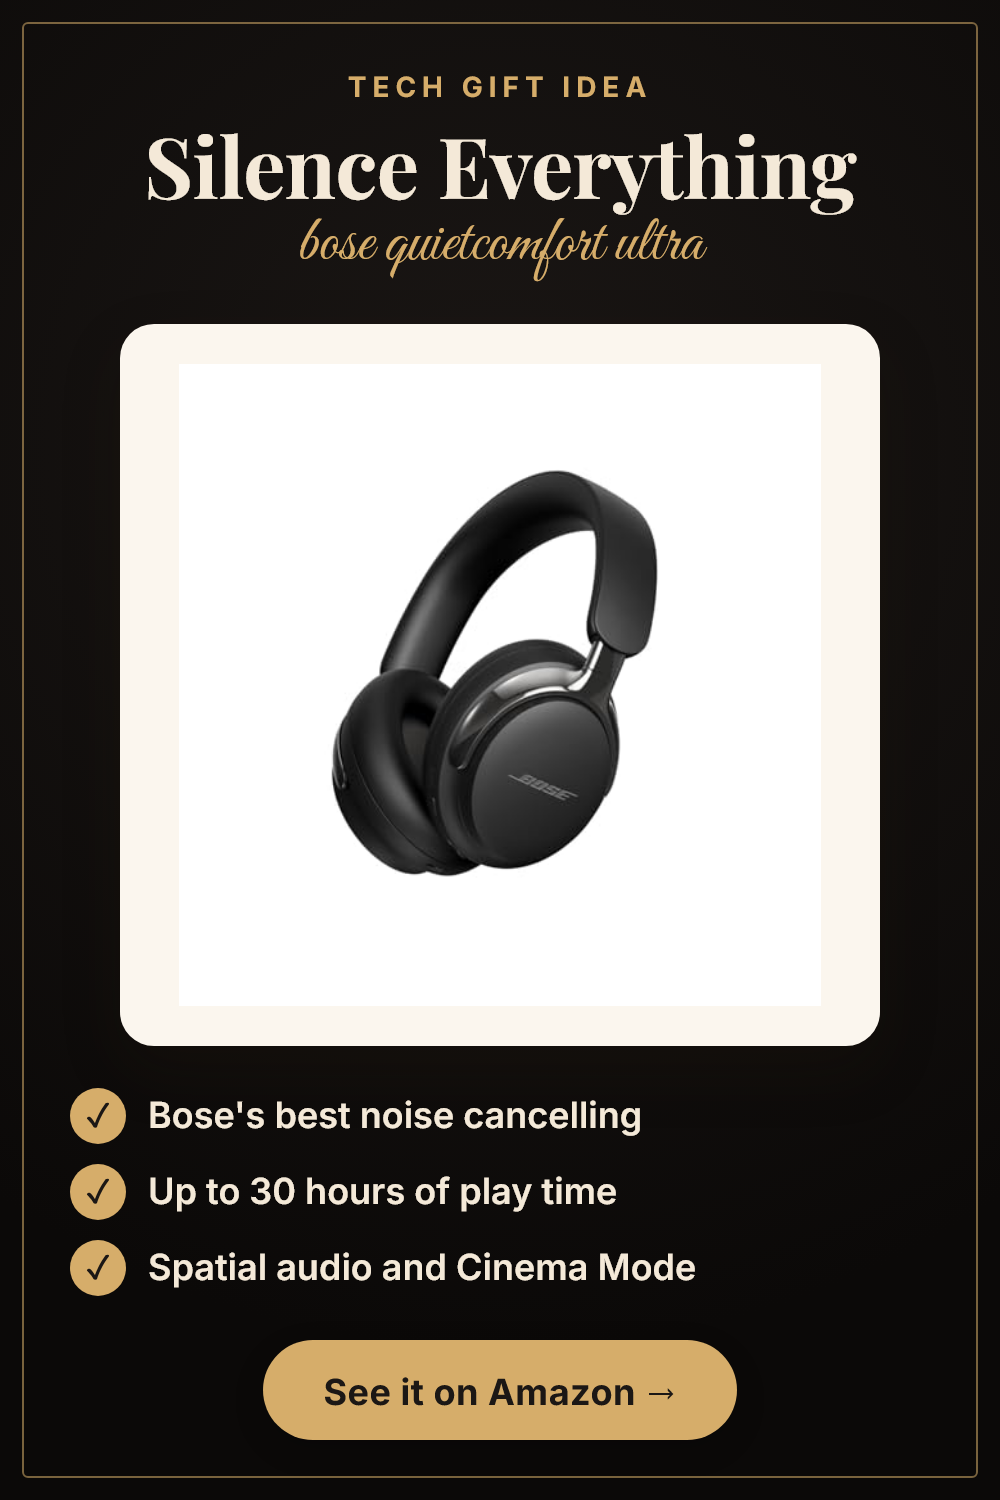 TECH GIFT IDEA
Silence Everything
bose quietcomfort ultra
BOSE
✓ Bose's best noise cancelling
✓ Up to 30 hours of play time
✓ Spatial audio and Cinema Mode
See it on Amazon →